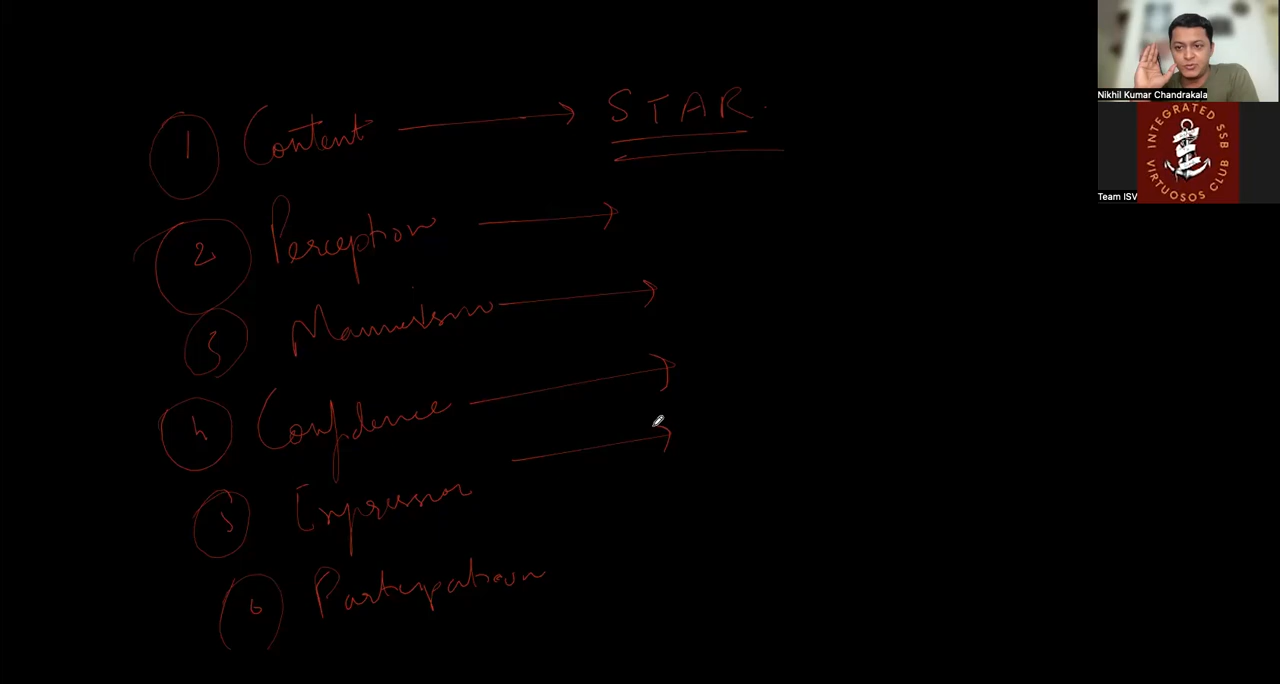 1 Content → STAR.
2 Perception →
3 Mannerisms →
4 Confidence →
5 Expression →
6 Participation
Nikhil Kumar Chandrakala
INTEGRATED SSB
VIRTUOSOS CLUB
Team ISV